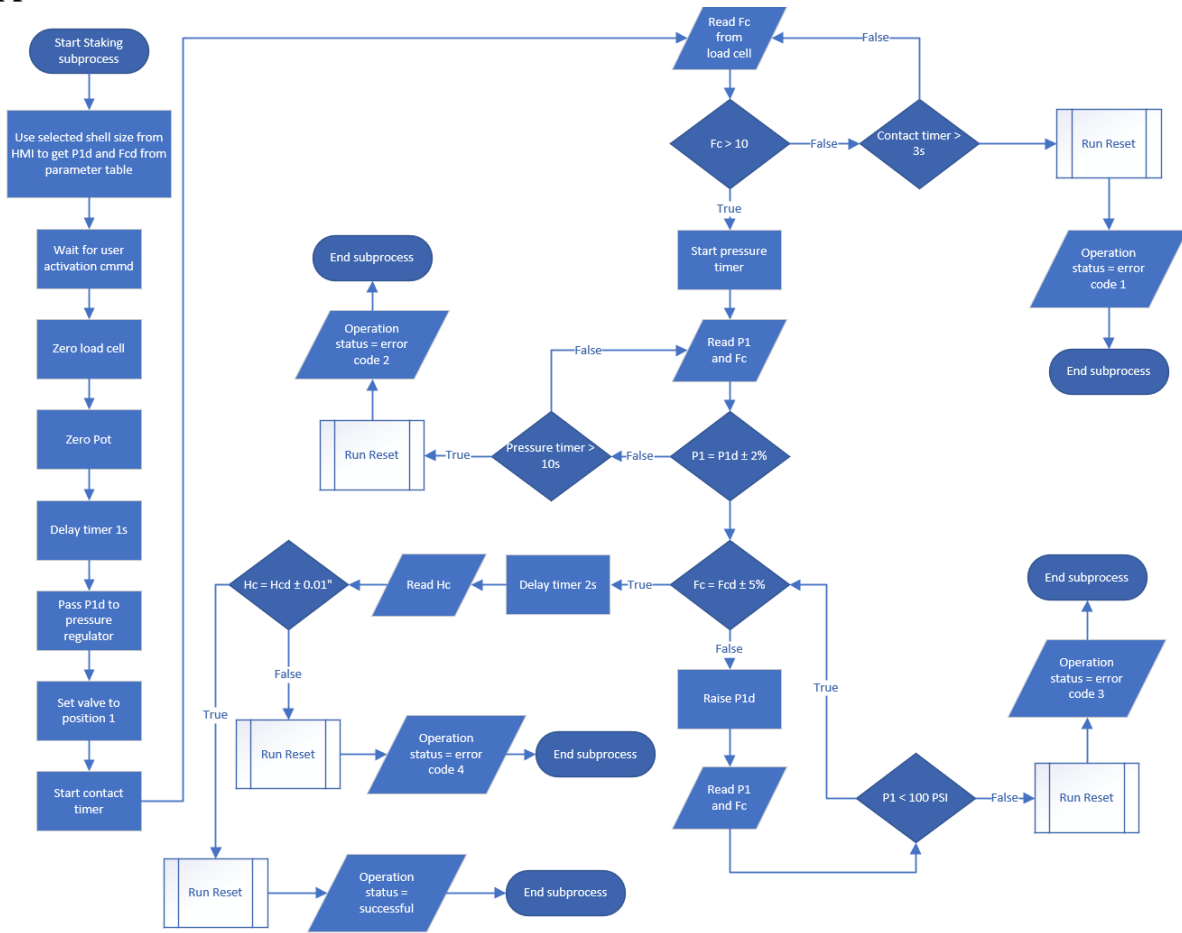 Start Staking
subprocess
Use selected shell size from
HMI to get P1d and Fcd from
parameter table
Wait for user
activation cmmd
Zero load cell
Zero Pot
Delay timer 1s
Pass P1d to
pressure
regulator
Set valve to
position 1
Start contact
timer
Read Fc
from
load cell
False
Fc > 10
False
Contact timer >
3s
Run Reset
Operation
status = error
code 1
End subprocess
True
Start pressure
timer
Read P1
and Fc
False
P1 = P1d ± 2%
False
Pressure timer >
10s
True
Run Reset
Operation
status = error
code 2
End subprocess
Fc = Fcd ± 5%
True
Delay timer 2s
Read Hc
Hc = Hcd ± 0.01"
False
Run Reset
Operation
status = error
code 4
End subprocess
True
Run Reset
Operation
status =
successful
End subprocess
False
Raise P1d
Read P1
and Fc
P1 < 100 PSI
True
False
Run Reset
Operation
status = error
code 3
End subprocess